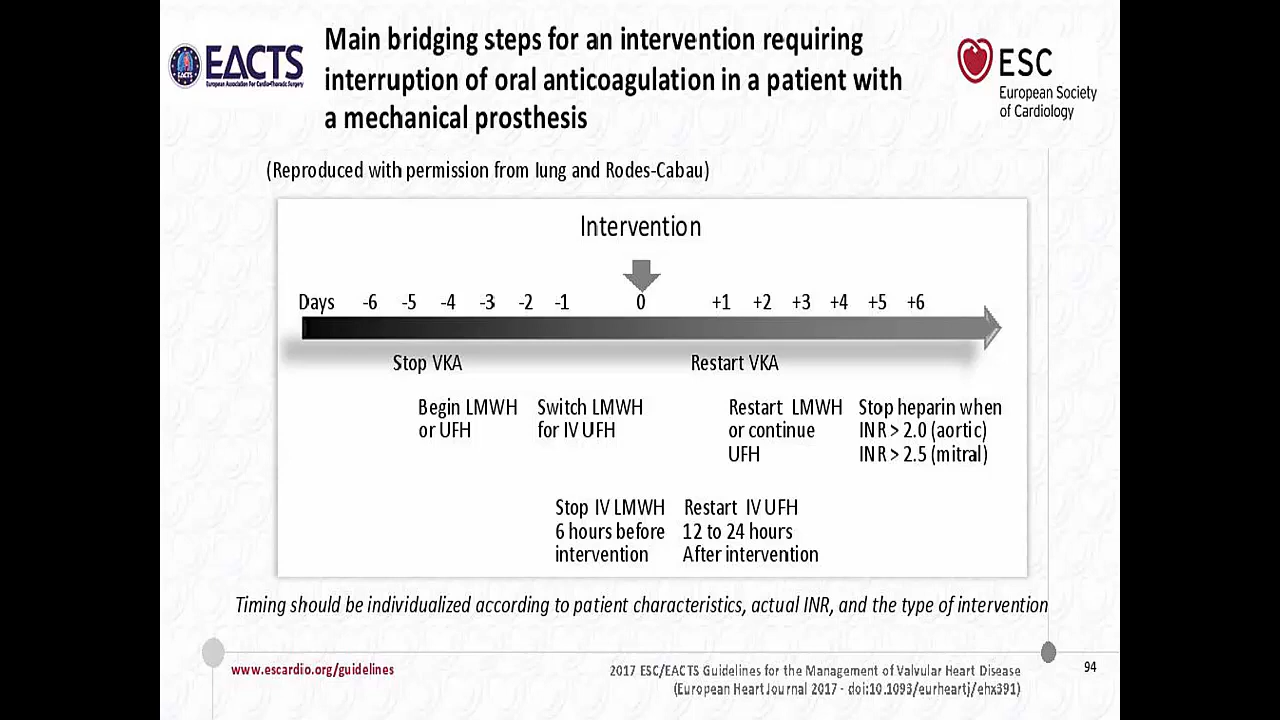 EACTS
European Association For Cardio-Thoracic Surgery
Main bridging steps for an intervention requiring
interruption of oral anticoagulation in a patient with
a mechanical prosthesis
ESC
European Society
of Cardiology
(Reproduced with permission from Iung and Rodes-Cabau)
Intervention
Days -6 -5 -4 -3 -2 -1 0 +1 +2 +3 +4 +5 +6
Stop VKA Restart VKA
Begin LMWH
or UFH
Switch LMWH
for IV UFH
Restart LMWH
or continue
UFH
Stop heparin when
INR > 2.0 (aortic)
INR > 2.5 (mitral)
Stop IV LMWH
6 hours before
intervention
Restart IV UFH
12 to 24 hours
After intervention
Timing should be individualized according to patient characteristics, actual INR, and the type of intervention
www.escardio.org/guidelines
2017 ESC/EACTS Guidelines for the Management of Valvular Heart Disease
(European Heart Journal 2017 - doi:10.1093/eurheartj/ehx391)
94